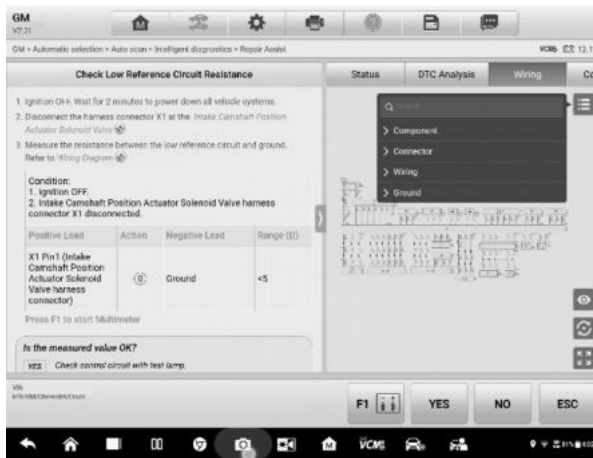 GM
V2.21
GM > Automatic selection > Auto scan > Intelligent diagnostics > Repair Assist
VCMI 12.1
Check Low Reference Circuit Resistance
Status
DTC Analysis
Wiring
1. Ignition OFF. Wait for 2 minutes to power down all vehicle systems.
2. Disconnect the harness connector X1 at the Intake Camshaft Position
Actuator Solenoid Valve
3. Measure the resistance between the low reference circuit and ground.
Refer to Wiring Diagram
Condition:
1. Ignition OFF.
2. Intake Camshaft Position Actuator Solenoid Valve harness
connector X1 disconnected.
Positive Lead Action Negative Lead Range (Ω)
X1 Pin1 (Intake
Camshaft Position
Actuator Solenoid
Valve harness
connector)
Ground
<5
Press F1 to start Multimeter
Is the measured value OK?
YES Check control circuit with test lamp.
Search
> Component
> Connector
> Wiring
> Ground
VIN
F1
YES
NO
ESC
VCMI